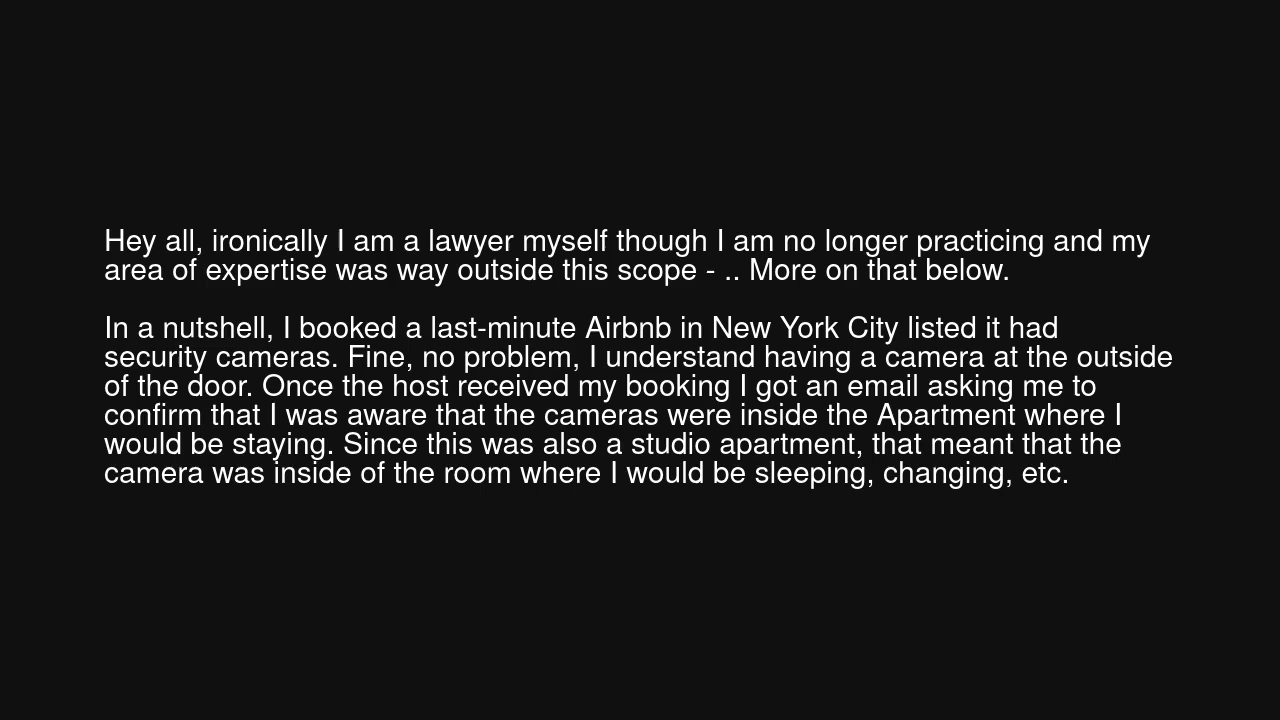 Hey all, ironically I am a lawyer myself though I am no longer practicing and my
area of expertise was way outside this scope - .. More on that below.
In a nutshell, I booked a last-minute Airbnb in New York City listed it had
security cameras. Fine, no problem, I understand having a camera at the outside
of the door. Once the host received my booking I got an email asking me to
confirm that I was aware that the cameras were inside the Apartment where I
would be staying. Since this was also a studio apartment, that meant that the
camera was inside of the room where I would be sleeping, changing, etc.